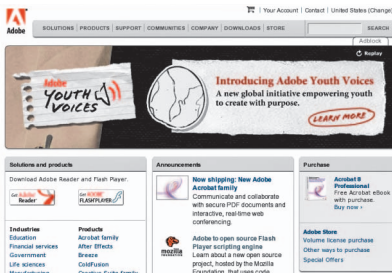 Your Account | Contact | United States (Change)
Adobe
SOLUTIONS PRODUCTS SUPPORT COMMUNITIES COMPANY DOWNLOADS STORE SEARCH
Adblock
Replay
Adobe
YOUTH
VOICES
Introducing Adobe Youth Voices
A new global initiative empowering youth
to create with purpose.
LEARN MORE
Solutions and products
Download Adobe Reader and Flash Player.
Get Adobe Reader
Get ADOBE FLASH PLAYER
Industries
Education
Financial services
Government
Life sciences
Manufacturing
Products
Acrobat family
After Effects
Breeze
ColdFusion
Creative Suite family
Announcements
Now shipping: New Adobe
Acrobat family
Communicate and collaborate
with secure PDF documents and
interactive, real-time web
conferencing.
mozilla
Adobe to open source Flash
Player scripting engine
Learn about a new open source
project, hosted by the Mozilla
Foundation, that uses code
Purchase
Acrobat 8
Professional
Free Acrobat eBook
with purchase.
Buy now ›
Adobe Store
Volume license purchase
Other ways to purchase
Special Offers